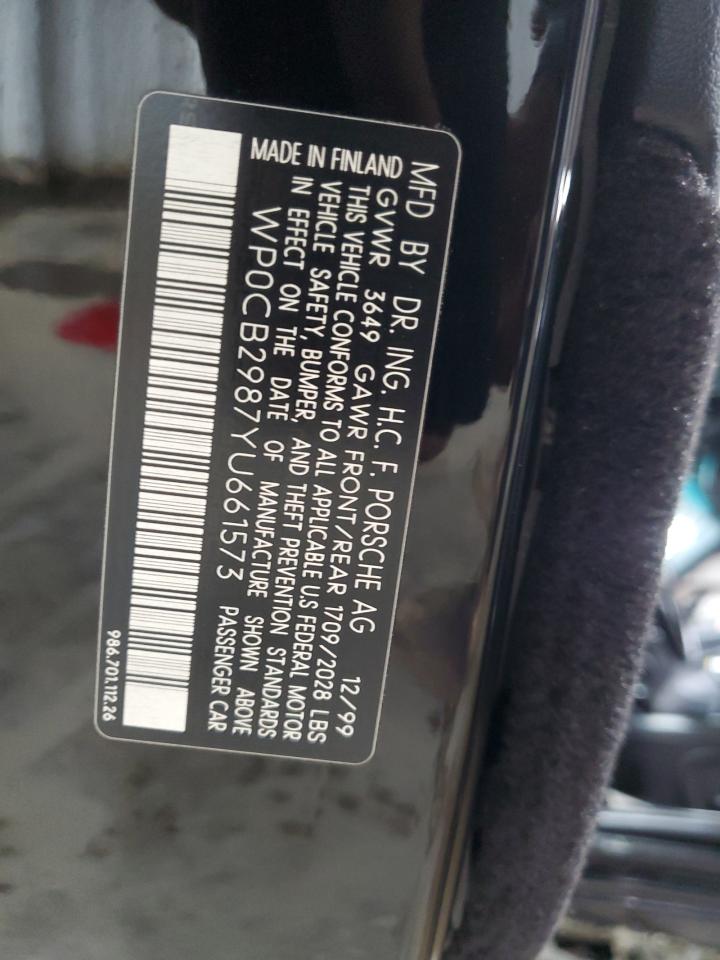 MFD BY DR. ING. H.C. F. PORSCHE AG 12/99
GVWR 3649 GAWR FRONT/REAR 1709/2028 LBS
THIS VEHICLE CONFORMS TO ALL APPLICABLE U.S FEDERAL MOTOR
VEHICLE SAFETY, BUMPER, AND THEFT PREVENTION STANDARDS
IN EFFECT ON THE DATE OF MANUFACTURE SHOWN ABOVE
MADE IN FINLAND
WP0CB2987YU661573 PASSENGER CAR
986.701.112.26